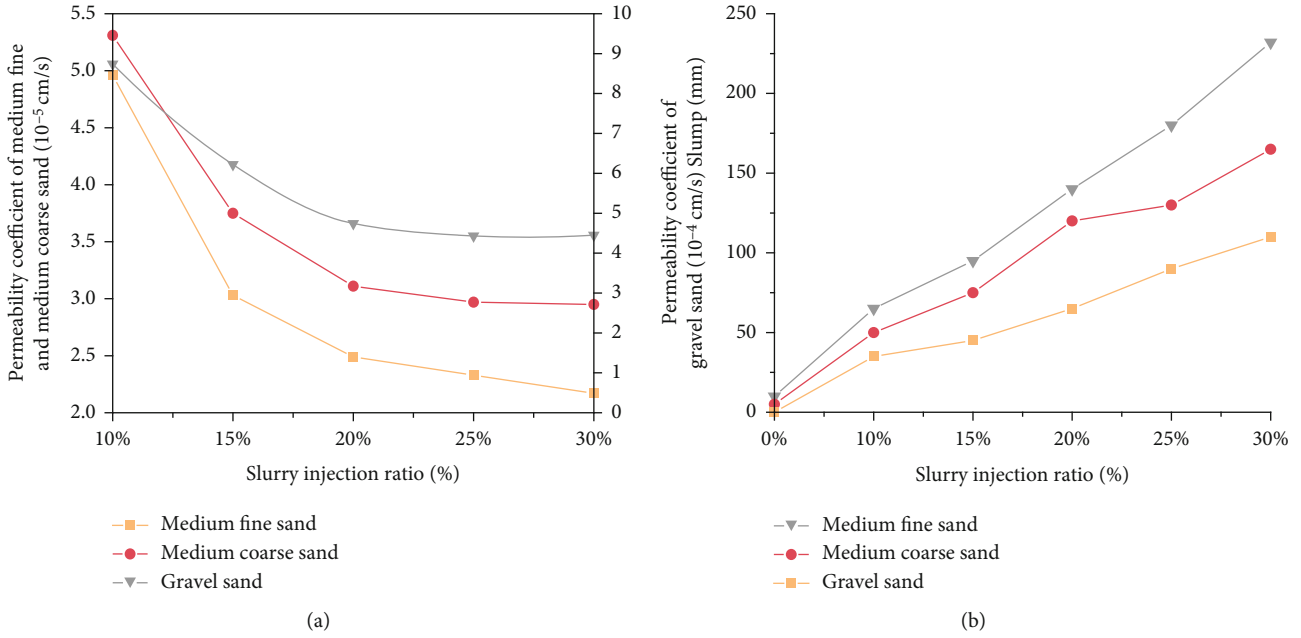 Permeability coefficient of medium fine
and medium coarse sand (10⁻⁵ cm/s)
5.5
5.0
4.5
4.0
3.5
3.0
2.5
2.0
10
9
8
7
6
5
4
3
2
1
0
10% 15% 20% 25% 30%
Slurry injection ratio (%)
Medium fine sand
Medium coarse sand
Gravel sand
(a)
Permeability coefficient of
gravel sand (10⁻⁴ cm/s) Slump (mm)
250
200
150
100
50
0
0% 10% 15% 20% 25% 30%
Slurry injection ratio (%)
Medium fine sand
Medium coarse sand
Gravel sand
(b)